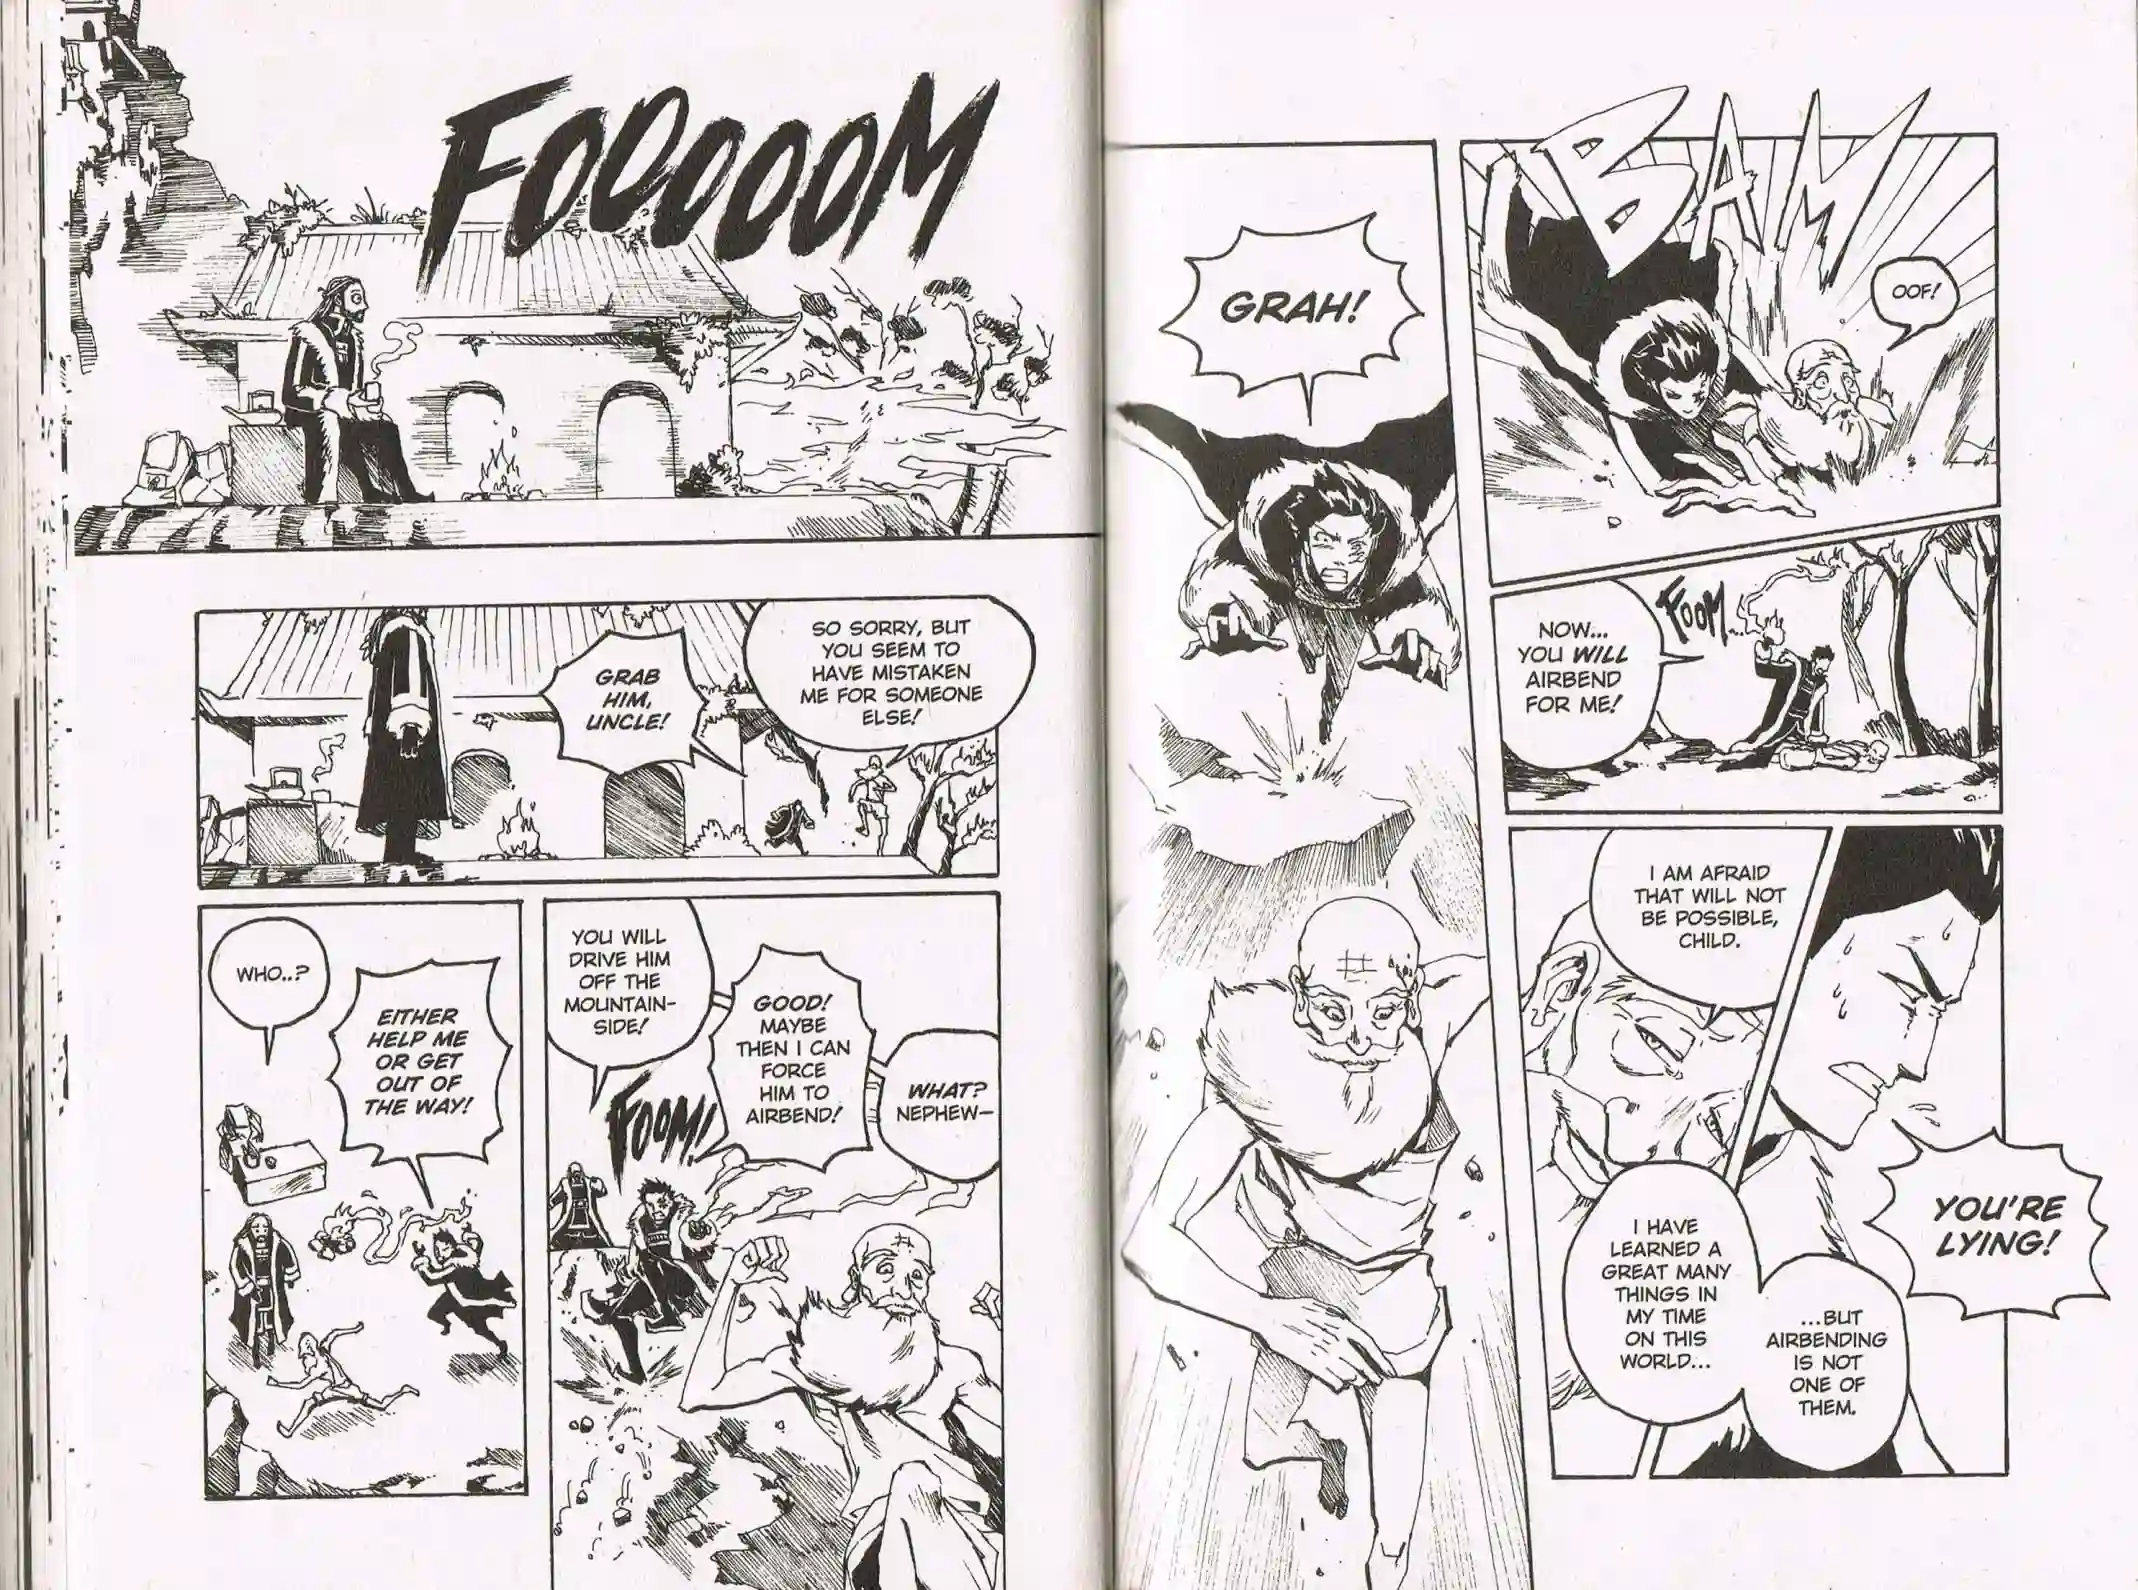 FOOOOOOM
GRAB
HIM,
UNCLE!
SO SORRY, BUT
YOU SEEM TO
HAVE MISTAKEN
ME FOR SOMEONE
ELSE!
WHO..?
EITHER
HELP ME
OR GET
OUT OF
THE WAY!
YOU WILL
DRIVE HIM
OFF THE
MOUNTAIN-
SIDE!
FOOM!
GOOD!
MAYBE
THEN I CAN
FORCE
HIM TO
AIRBEND!
WHAT?
NEPHEW—
GRAH!
BAM
OOF!
NOW...
YOU WILL
AIRBEND
FOR ME!
FOOM
I AM AFRAID
THAT WILL NOT
BE POSSIBLE,
CHILD.
I HAVE
LEARNED A
GREAT MANY
THINGS IN
MY TIME
ON THIS
WORLD...
...BUT
AIRBENDING
IS NOT
ONE OF
THEM.
YOU'RE
LYING!